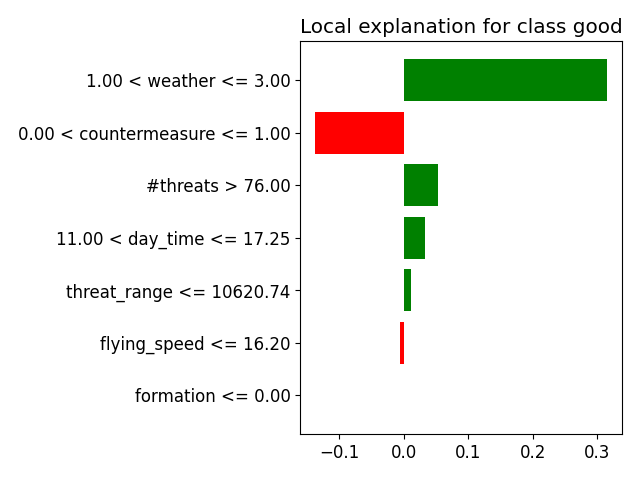 Local explanation for class good
1.00 < weather <= 3.00
0.00 < countermeasure <= 1.00
#threats > 76.00
11.00 < day_time <= 17.25
threat_range <= 10620.74
flying_speed <= 16.20
formation <= 0.00
−0.1 0.0 0.1 0.2 0.3